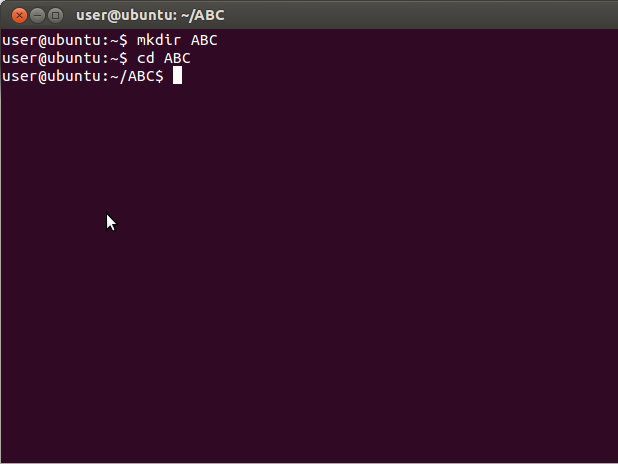 user@ubuntu: ~/ABC
user@ubuntu:~$ mkdir ABC
user@ubuntu:~$ cd ABC
user@ubuntu:~/ABC$